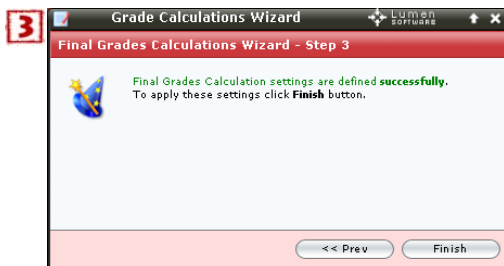 3
Grade Calculations Wizard
Lumen
SOFTWARE
Final Grades Calculations Wizard - Step 3
Final Grades Calculation settings are defined successfully.
To apply these settings click Finish button.
<< Prev
Finish